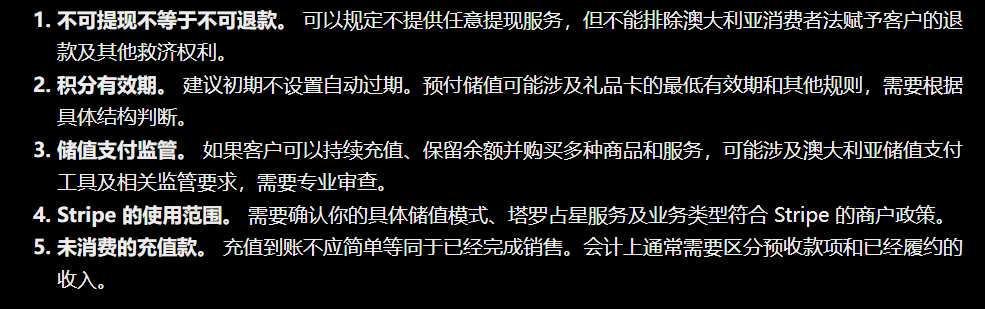 1. 不可提现不等于不可退款。 可以规定不提供任意提现服务，但不能排除澳大利亚消费者法赋予客户的退
款及其他救济权利。
2. 积分有效期。 建议初期不设置自动过期。预付储值可能涉及礼品卡的最低有效期和其他规则，需要根据
具体结构判断。
3. 储值支付监管。 如果客户可以持续充值、保留余额并购买多种商品和服务，可能涉及澳大利亚储值支付
工具及相关监管要求，需要专业审查。
4. Stripe 的使用范围。 需要确认你的具体储值模式、塔罗占星服务及业务类型符合 Stripe 的商户政策。
5. 未消费的充值款。 充值到账不应简单等同于已经完成销售。会计上通常需要区分预收款项和已经履约的
收入。